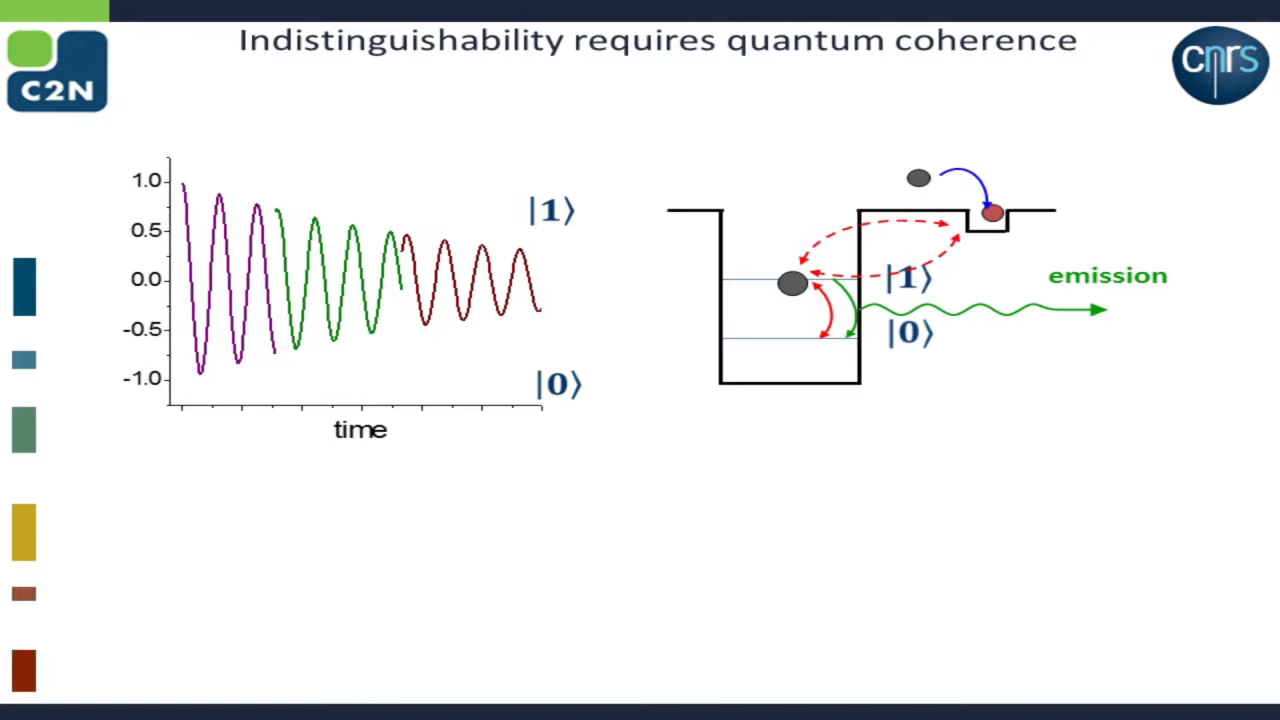 Indistinguishability requires quantum coherence
C2N
cnrs
1.0
0.5
0.0
-0.5
-1.0
time
|1⟩
|0⟩
|1⟩
|0⟩
emission